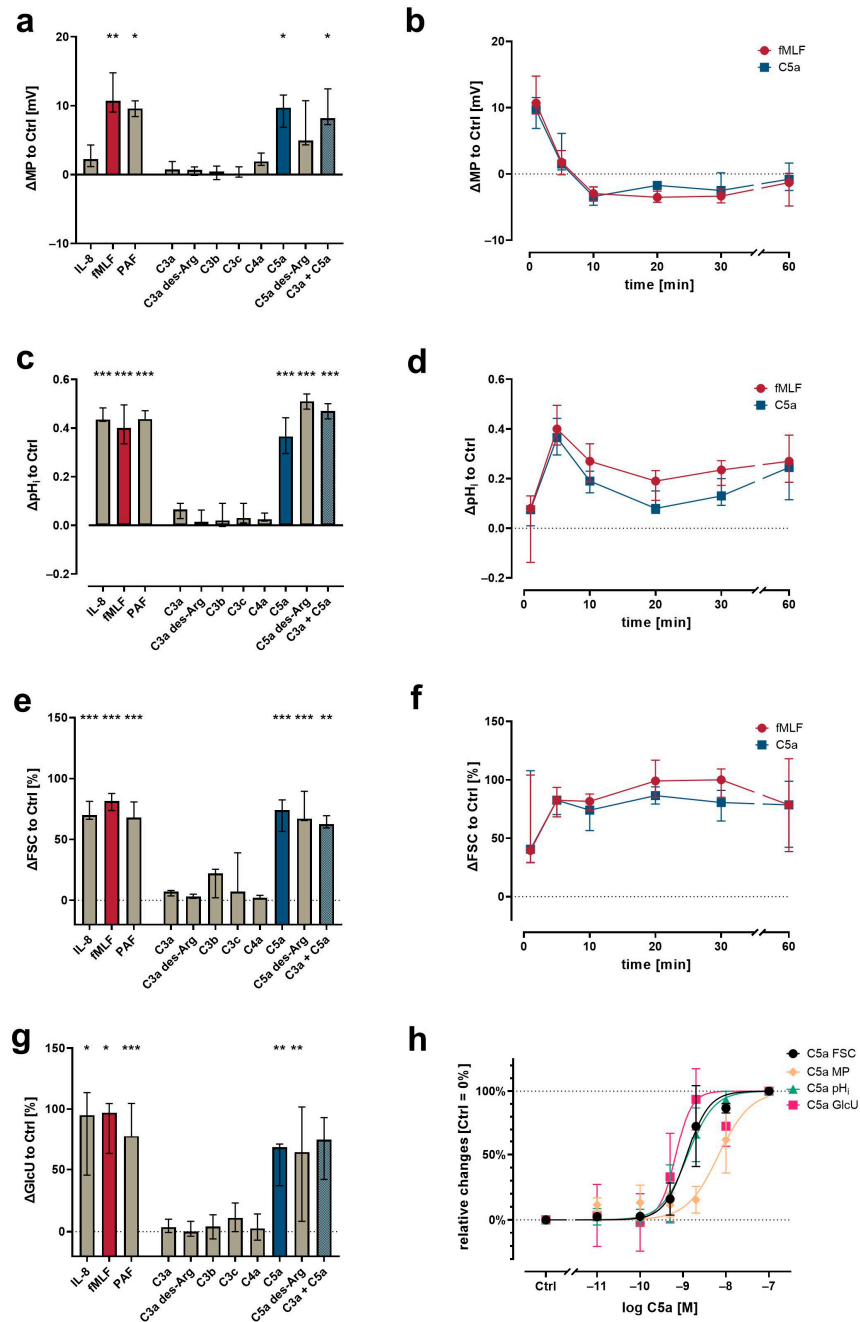 a
ΔMP to Ctrl [mV]
20
10
0
−10
** * * *
IL-8 fMLF PAF C3a C3a des-Arg C3b C3c C4a C5a C5a des-Arg C3a + C5a
b
ΔMP to Ctrl [mV]
20
10
0
−10
0 10 20 30 60
time [min]
fMLF
C5a
c
ΔpHi to Ctrl
0.6
0.4
0.2
0.0
−0.2
*** *** *** *** *** ***
IL-8 fMLF PAF C3a C3a des-Arg C3b C3c C4a C5a C5a des-Arg C3a + C5a
d
ΔpHi to Ctrl
0.6
0.4
0.2
0.0
−0.2
0 10 20 30 60
time [min]
fMLF
C5a
e
ΔFSC to Ctrl [%]
150
100
50
0
*** *** *** *** *** **
IL-8 fMLF PAF C3a C3a des-Arg C3b C3c C4a C5a C5a des-Arg C3a + C5a
f
ΔFSC to Ctrl [%]
150
100
50
0
0 10 20 30 60
time [min]
fMLF
C5a
g
ΔGlcU to Ctrl [%]
150
100
50
0
* * *** ** **
IL-8 fMLF PAF C3a C3a des-Arg C3b C3c C4a C5a C5a des-Arg C3a + C5a
h
relative changes [Ctrl = 0%]
100%
50%
0%
Ctrl −11 −10 −9 −8 −7
log C5a [M]
C5a FSC
C5a MP
C5a pHi
C5a GlcU